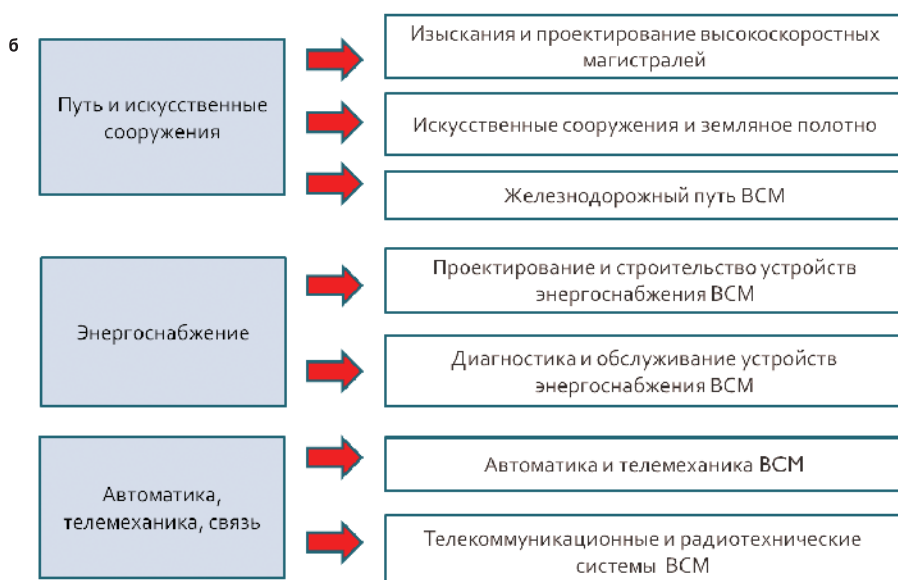 б
Путь и искусственные
сооружения
Изыскания и проектирование высокоскоростных
магистралей
Искусственные сооружения и земляное полотно
Железнодорожный путь ВСМ
Энергоснабжение
Проектирование и строительство устройств
энергоснабжения ВСМ
Диагностика и обслуживание устройств
энергоснабжения ВСМ
Автоматика,
телемеханика, связь
Автоматика и телемеханика ВСМ
Телекоммуникационные и радиотехнические
системы ВСМ